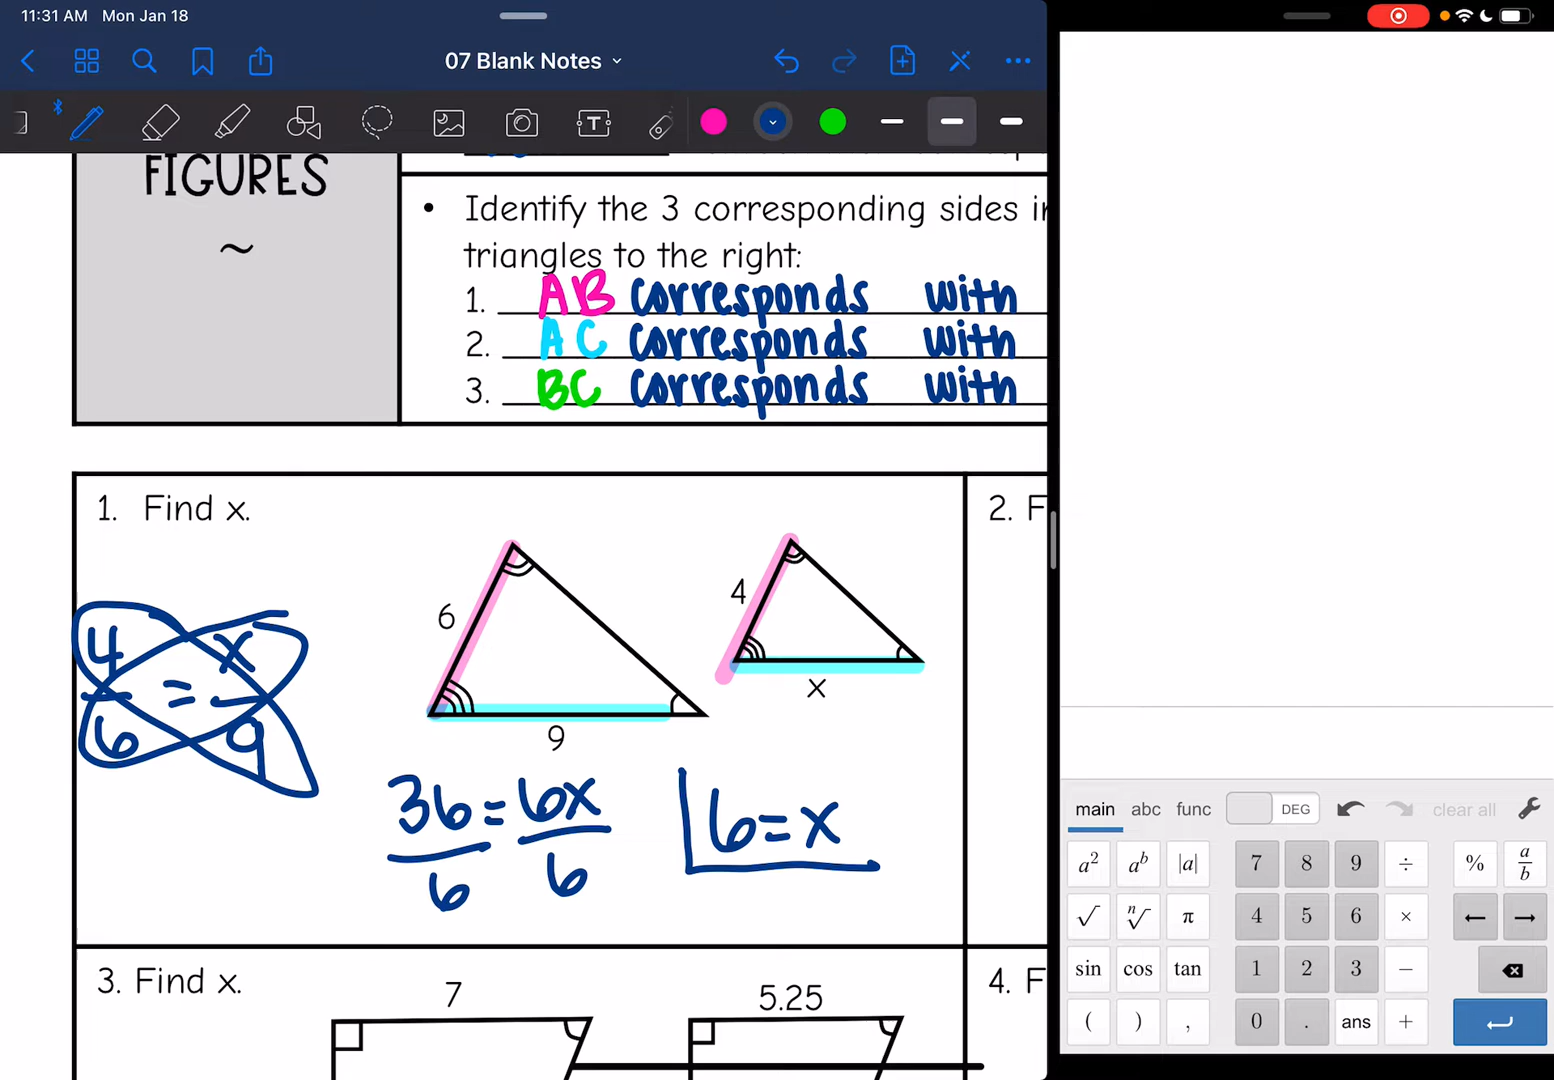 11:31 AM Mon Jan 18
07 Blank Notes
T
FIGURES
~
• Identify the 3 corresponding sides in
triangles to the right:
1. AB corresponds with
2. AC corresponds with
3. BC corresponds with
1. Find x.
2. F
6
4
x
9
4/6 = x/9
36/6 = 6x/6
6 = x
3. Find x.
7
5.25
4. F
main abc func DEG clear all
a² aᵇ |a| 7 8 9 ÷ % a/b
√ ⁿ√ π 4 5 6 × ← →
sin cos tan 1 2 3 −
( ) , 0 . ans +